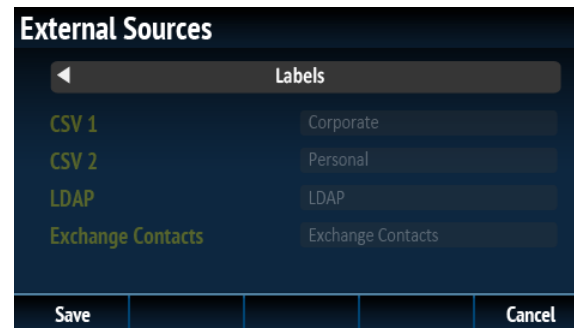 External Sources
Labels
CSV 1 Corporate
CSV 2 Personal
LDAP LDAP
Exchange Contacts Exchange Contacts
Save Cancel